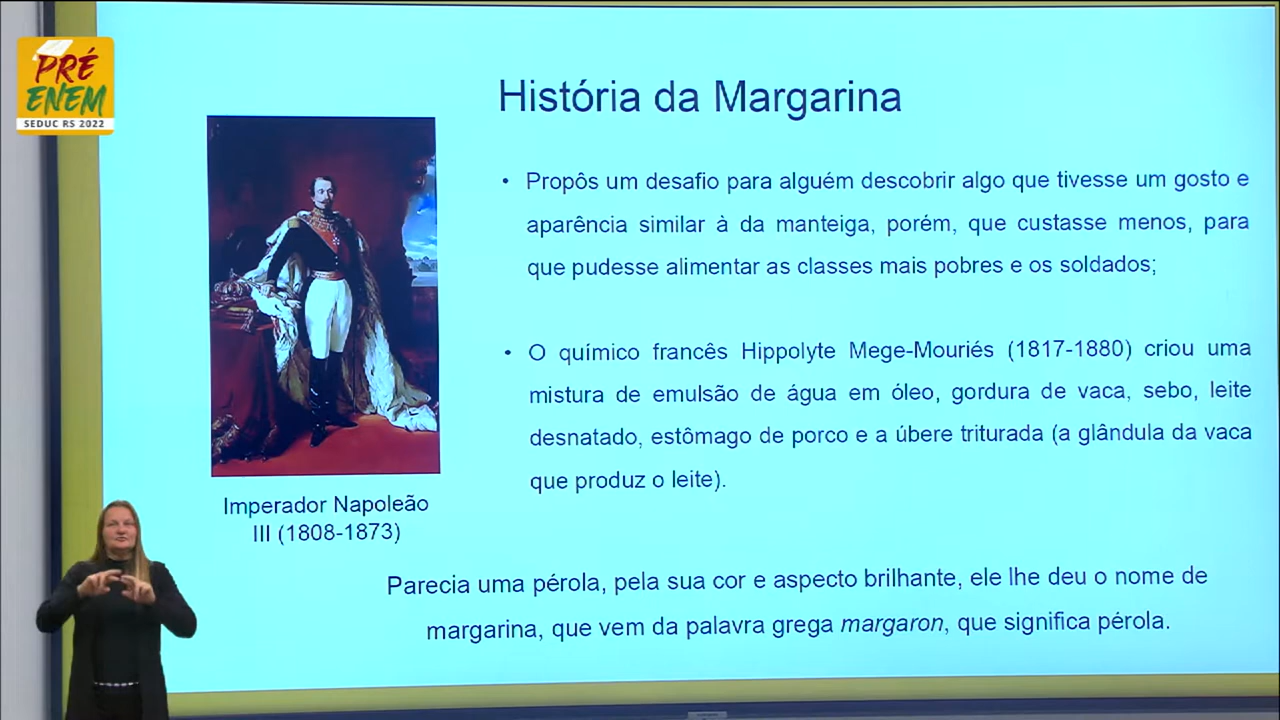 PRÉ
ENEM
SEDUC RS 2022
História da Margarina
• Propôs um desafio para alguém descobrir algo que tivesse um gosto e
aparência similar à da manteiga, porém, que custasse menos, para
que pudesse alimentar as classes mais pobres e os soldados;
• O químico francês Hippolyte Mege-Mouriés (1817-1880) criou uma
mistura de emulsão de água em óleo, gordura de vaca, sebo, leite
desnatado, estômago de porco e a úbere triturada (a glândula da vaca
que produz o leite).
Imperador Napoleão
III (1808-1873)
Parecia uma pérola, pela sua cor e aspecto brilhante, ele lhe deu o nome de
margarina, que vem da palavra grega margaron, que significa pérola.